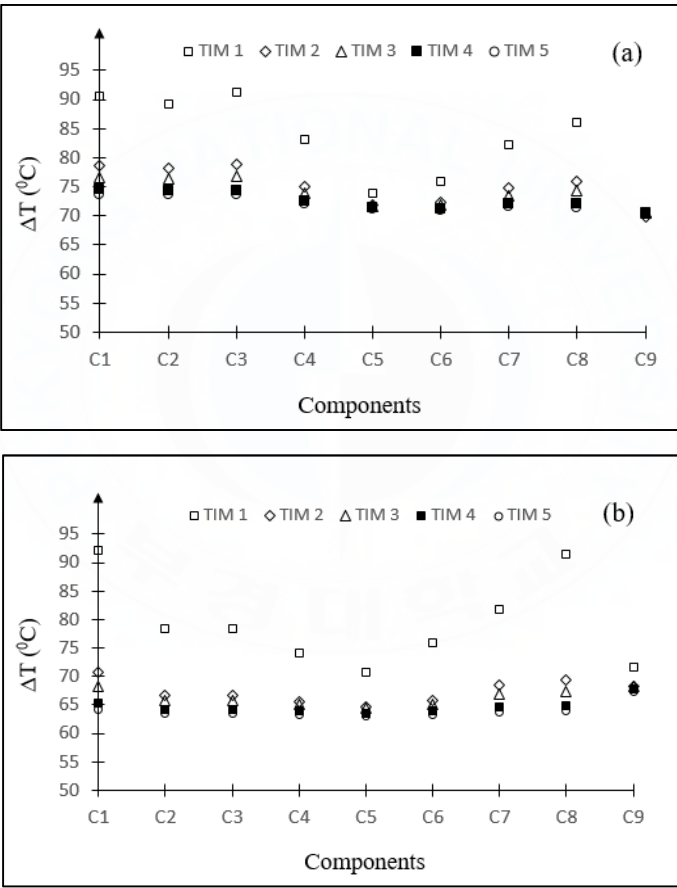 □ TIM 1 ◇ TIM 2 △ TIM 3 ■ TIM 4 ○ TIM 5 (a)
95
90
85
80
75
70
65
60
55
50
ΔT (⁰C)
C1 C2 C3 C4 C5 C6 C7 C8 C9
Components
□ TIM 1 ◇ TIM 2 △ TIM 3 ■ TIM 4 ○ TIM 5 (b)
95
90
85
80
75
70
65
60
55
50
ΔT (⁰C)
C1 C2 C3 C4 C5 C6 C7 C8 C9
Components